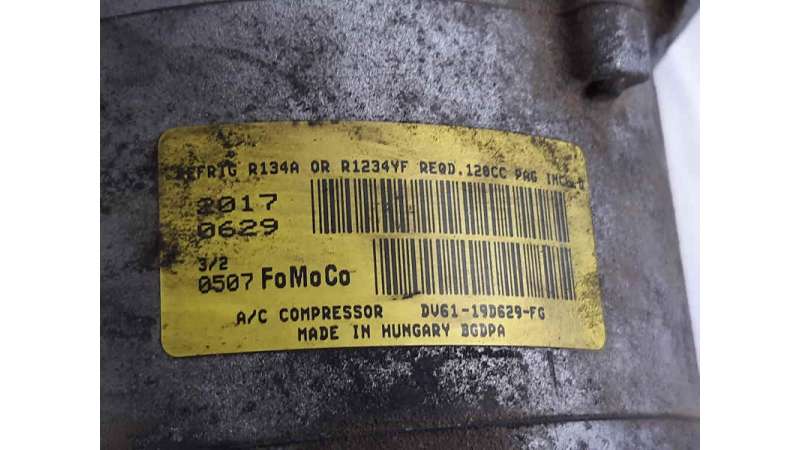 REFRIG R134A OR R1234YF REQD.120CC PAG INCL
2017
0629
3/2
0507 FoMoCo
A/C COMPRESSOR DV61-19D629-FG
MADE IN HUNGARY BGDPA